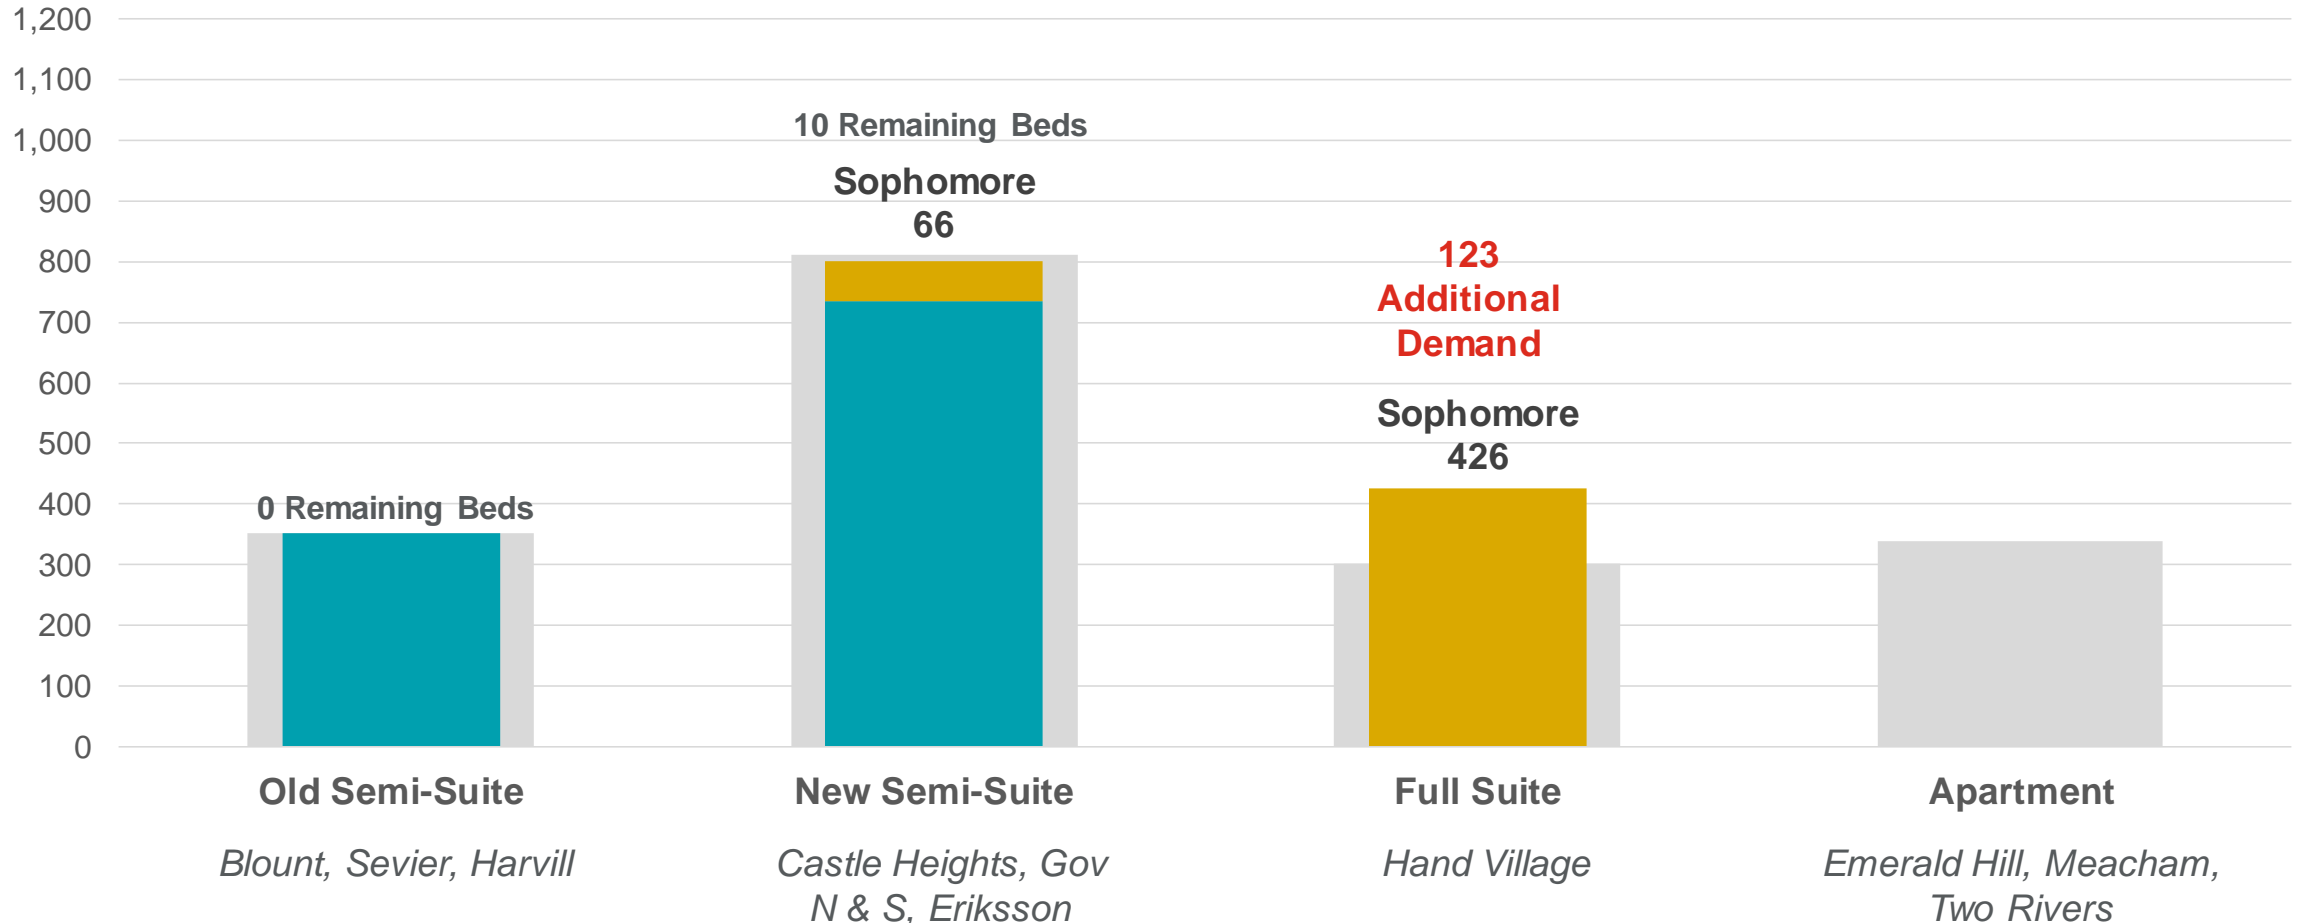 1,200
1,100
1,000
900
800
700
600
500
400
300
200
100
0
0 Remaining Beds
10 Remaining Beds
Sophomore
66
123
Additional
Demand
Sophomore
426
Old Semi-Suite
Blount, Sevier, Harvill
New Semi-Suite
Castle Heights, Gov
N & S, Eriksson
Full Suite
Hand Village
Apartment
Emerald Hill, Meacham,
Two Rivers